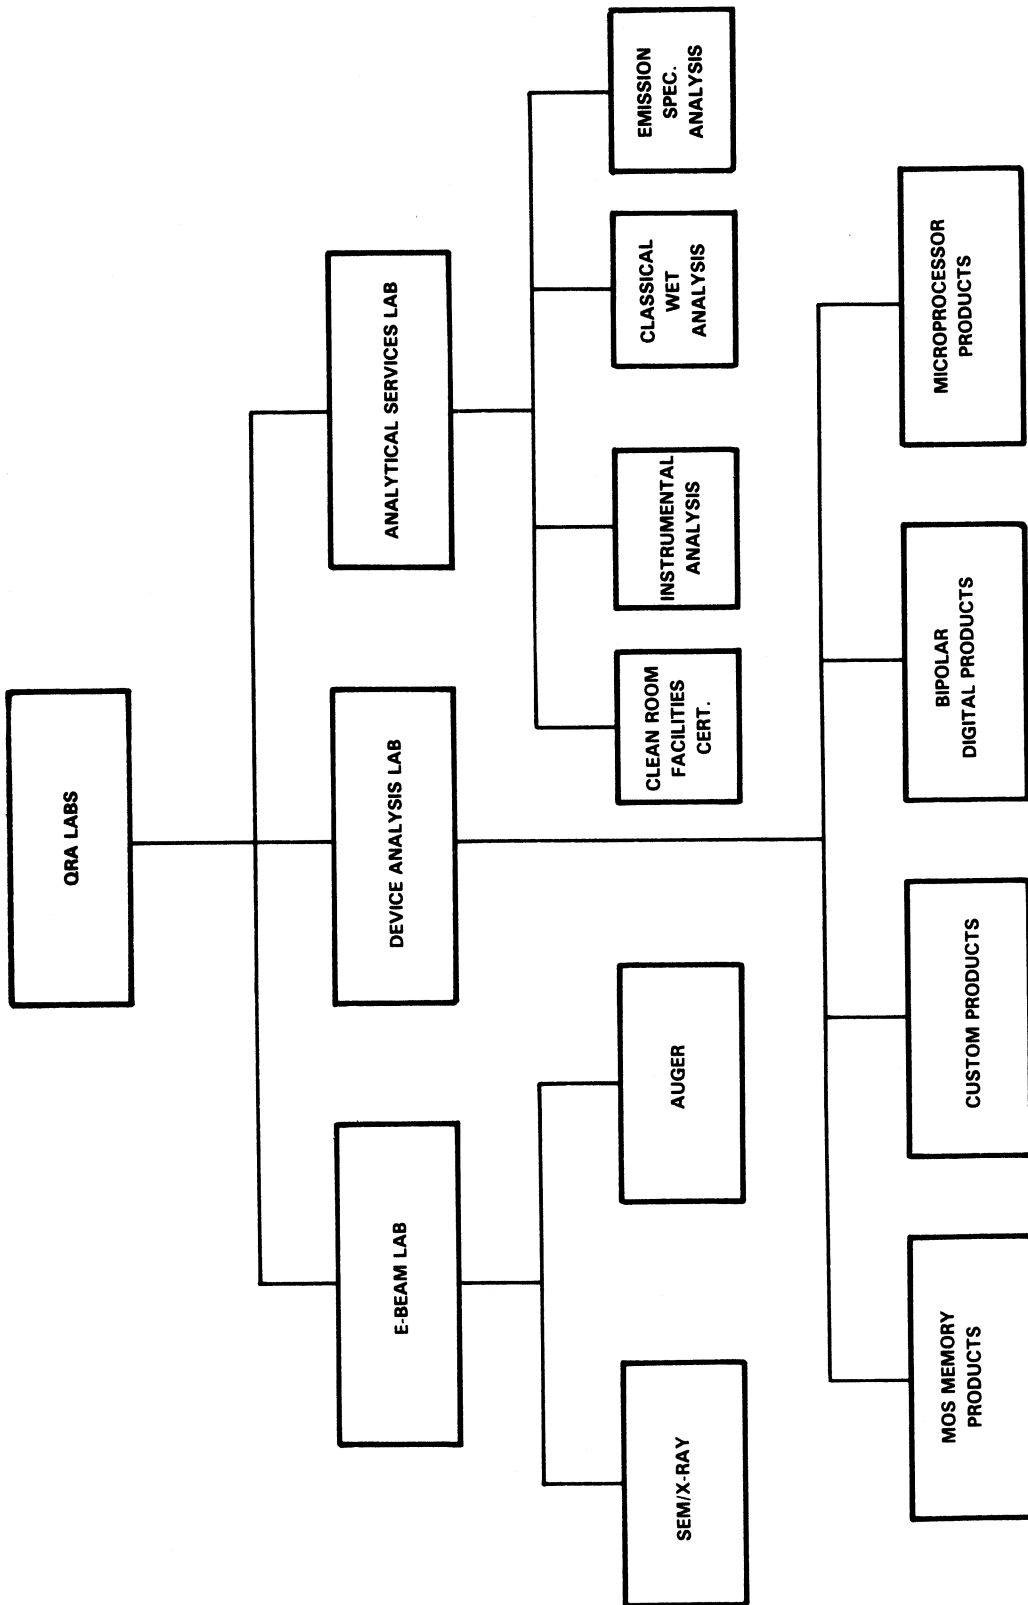 QRA LABS
E-BEAM LAB
DEVICE ANALYSIS LAB
ANALYTICAL SERVICES LAB
SEM/X-RAY
AUGER
CLEAN ROOM
FACILITIES
CERT.
INSTRUMENTAL
ANALYSIS
CLASSICAL
WET
ANALYSIS
EMISSION
SPEC.
ANALYSIS
MOS MEMORY
PRODUCTS
CUSTOM PRODUCTS
BIPOLAR
DIGITAL PRODUCTS
MICROPROCESSOR
PRODUCTS